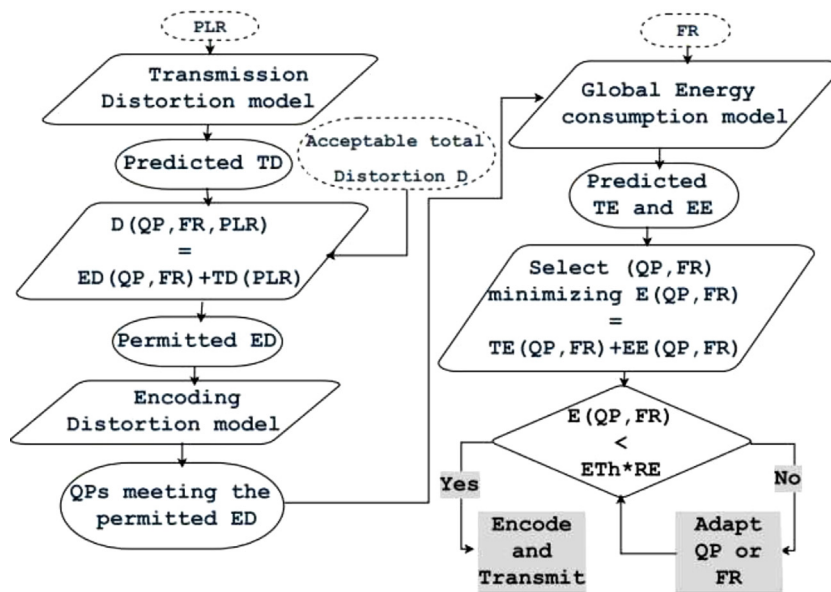 PLR
Transmission
Distortion model
Predicted TD
Acceptable total
Distortion D
D(QP,FR,PLR)
=
ED(QP,FR)+TD(PLR)
Permitted ED
Encoding
Distortion model
QPs meeting the
permitted ED
FR
Global Energy
consumption model
Predicted
TE and EE
Select (QP,FR)
minimizing E(QP,FR)
=
TE(QP,FR)+EE(QP,FR)
E(QP,FR)
<
ETh*RE
Yes
No
Encode
and
Transmit
Adapt
QP or
FR